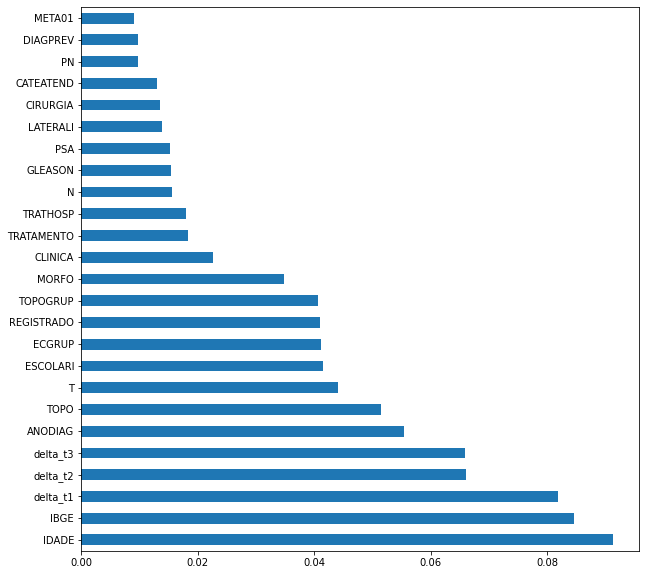 META01
DIAGPREV
PN
CATEATEND
CIRURGIA
LATERALI
PSA
GLEASON
N
TRATHOSP
TRATAMENTO
CLINICA
MORFO
TOPOGRUP
REGISTRADO
ECGRUP
ESCOLARI
T
TOPO
ANODIAG
delta_t3
delta_t2
delta_t1
IBGE
IDADE
0.00 0.02 0.04 0.06 0.08